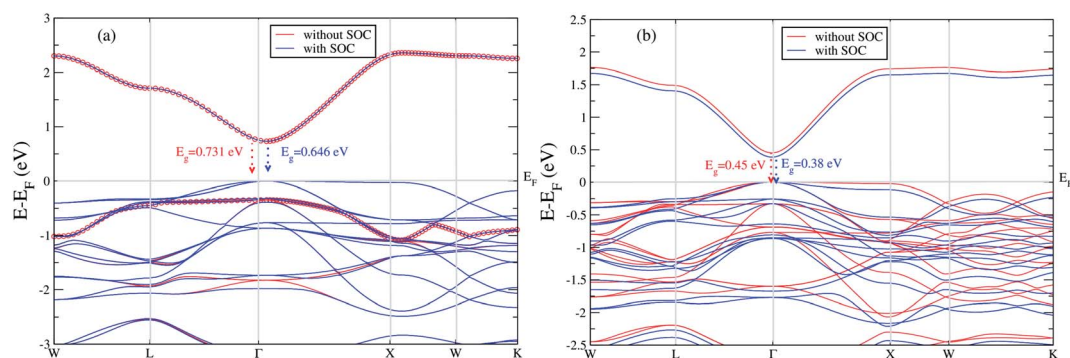 (a)
without SOC
with SOC
E-E_F (eV)
3
2
1
0
-1
-2
-3
E_g=0.731 eV
E_g=0.646 eV
E_F
W
L
Γ
X
W
K
(b)
without SOC
with SOC
E-E_F (eV)
2.5
2
1.5
1
0.5
0
-0.5
-1
-1.5
-2
-2.5
E_g=0.45 eV
E_g=0.38 eV
E_F
W
L
Γ
X
W
K